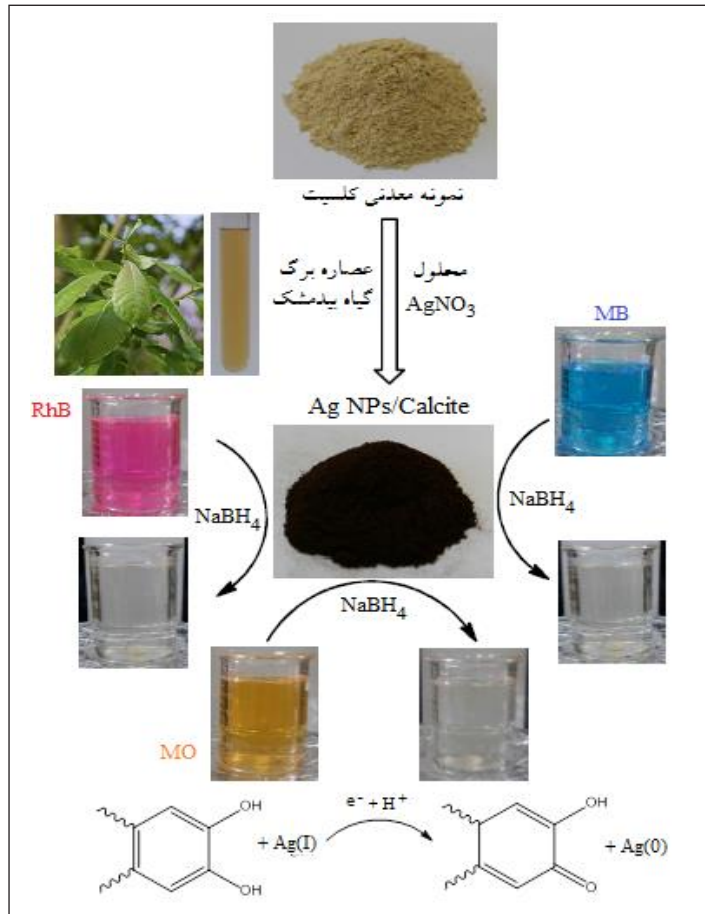 نمونه معدنی کلسیت
عصاره برگ
گیاه بیدمشک
محلول
AgNO3
MB
Ag NPs/Calcite
RhB
NaBH4
NaBH4
NaBH4
MO
OH
OH
+ Ag(I)
e- + H+
OH
O
+ Ag(0)